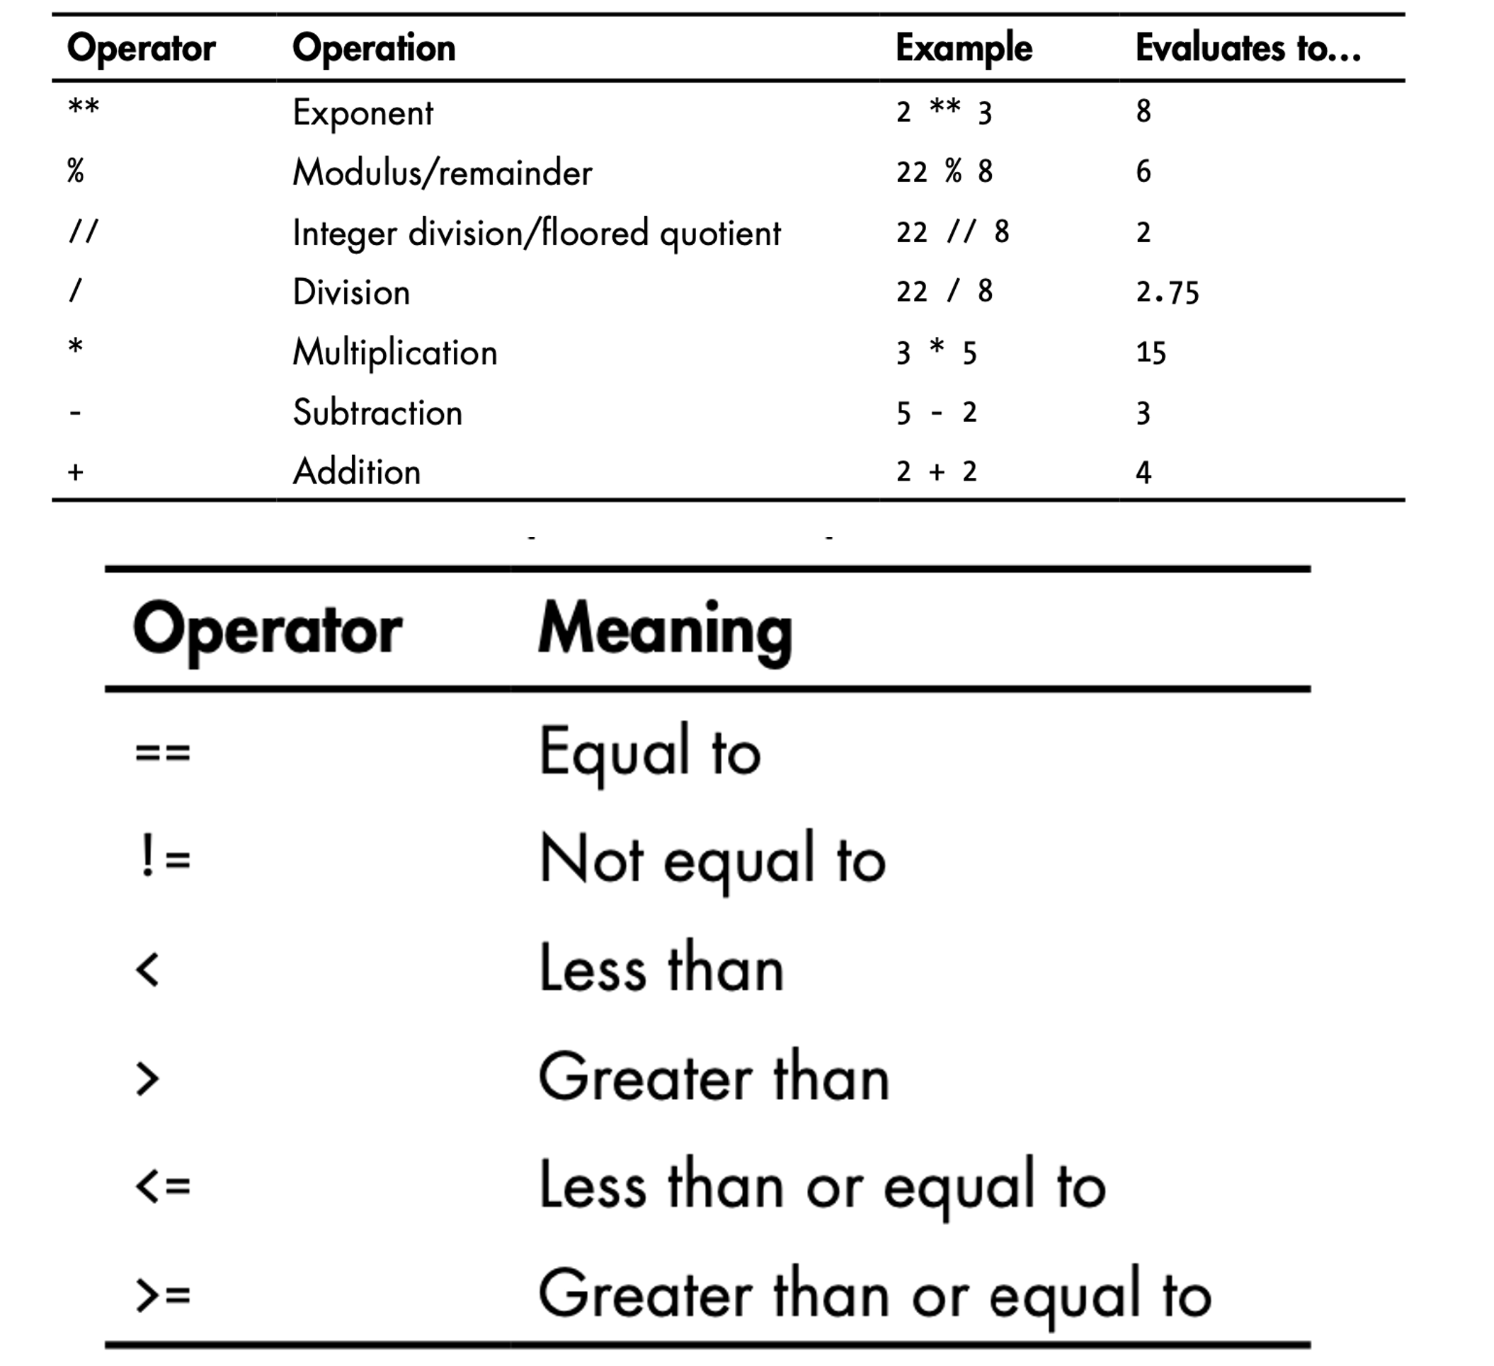 Operator Operation Example Evaluates to...
** Exponent 2 ** 3 8
% Modulus/remainder 22 % 8 6
// Integer division/floored quotient 22 // 8 2
/ Division 22 / 8 2.75
* Multiplication 3 * 5 15
- Subtraction 5 - 2 3
+ Addition 2 + 2 4
Operator Meaning
== Equal to
!= Not equal to
< Less than
> Greater than
<= Less than or equal to
>= Greater than or equal to